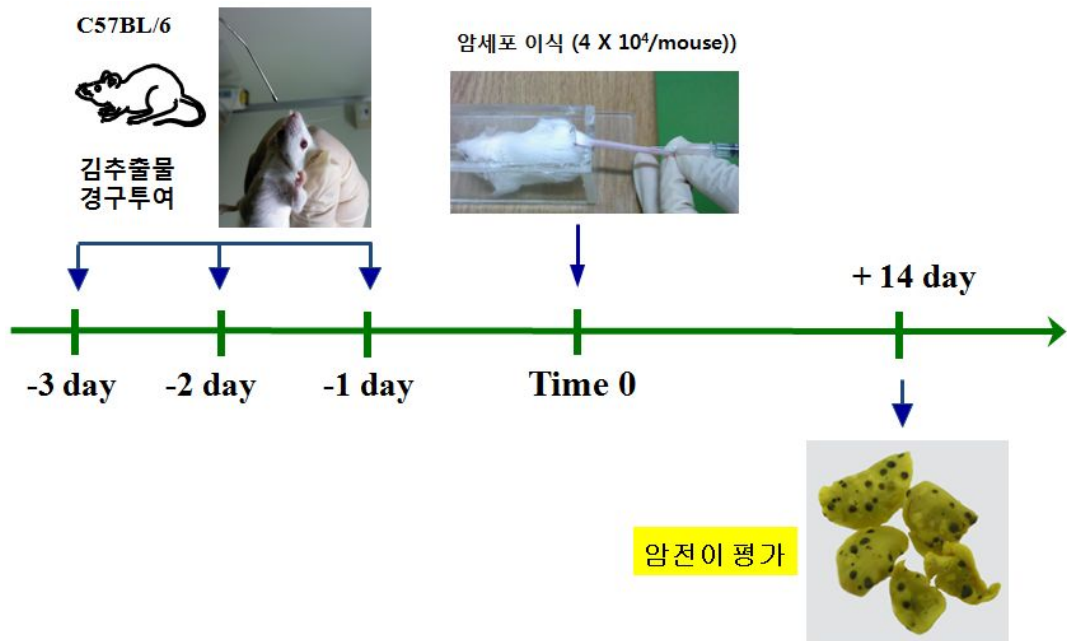 C57BL/6
김추출물
경구투여
암세포 이식 (4 X 10⁴/mouse))
+ 14 day
-3 day
-2 day
-1 day
Time 0
암전이 평가